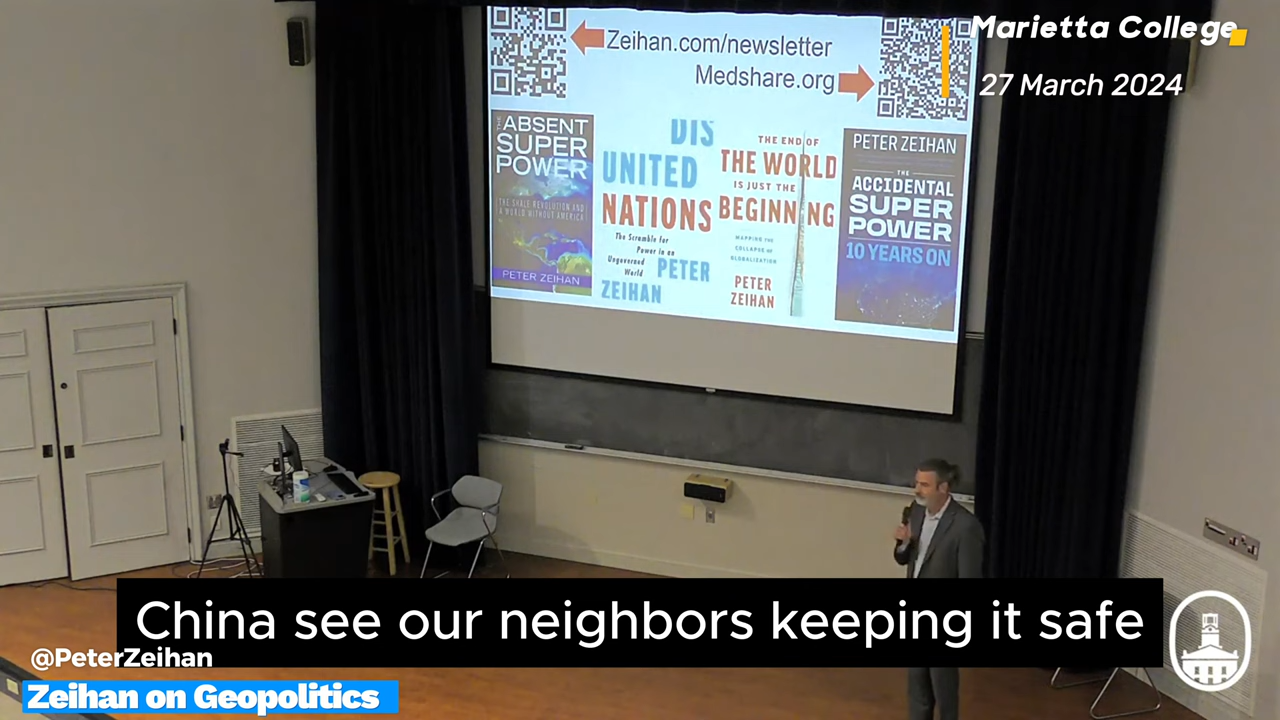 Marietta College
27 March 2024
Zeihan.com/newsletter
Medshare.org
THE
ABSENT
SUPER
POWER
THE SHALE REVOLUTION AND
A WORLD WITHOUT AMERICA
PETER ZEIHAN
DIS
UNITED
NATIONS
The Scramble for
Power in an
Ungoverned
World
PETER
ZEIHAN
THE END OF
THE WORLD
IS JUST THE
BEGINNING
MAPPING THE
COLLAPSE OF
GLOBALIZATION
PETER
ZEIHAN
PETER ZEIHAN
THE
ACCIDENTAL
SUPER
POWER
10 YEARS ON
China see our neighbors keeping it safe
@PeterZeihan
Zeihan on Geopolitics